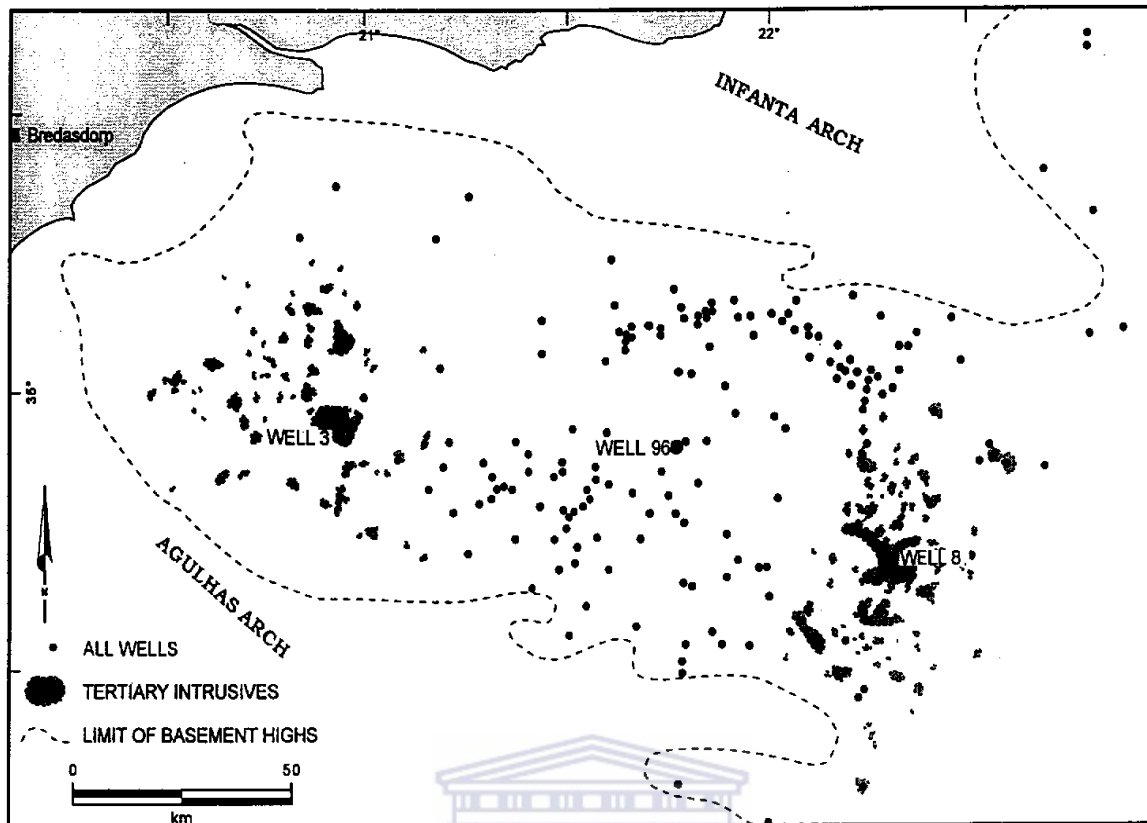 21°
22°
INFANTA ARCH
Bredasdorp
35°
WELL 3
WELL 96
WELL 8
AGULHAS ARCH
ALL WELLS
TERTIARY INTRUSIVES
LIMIT OF BASEMENT HIGHS
0 50
km